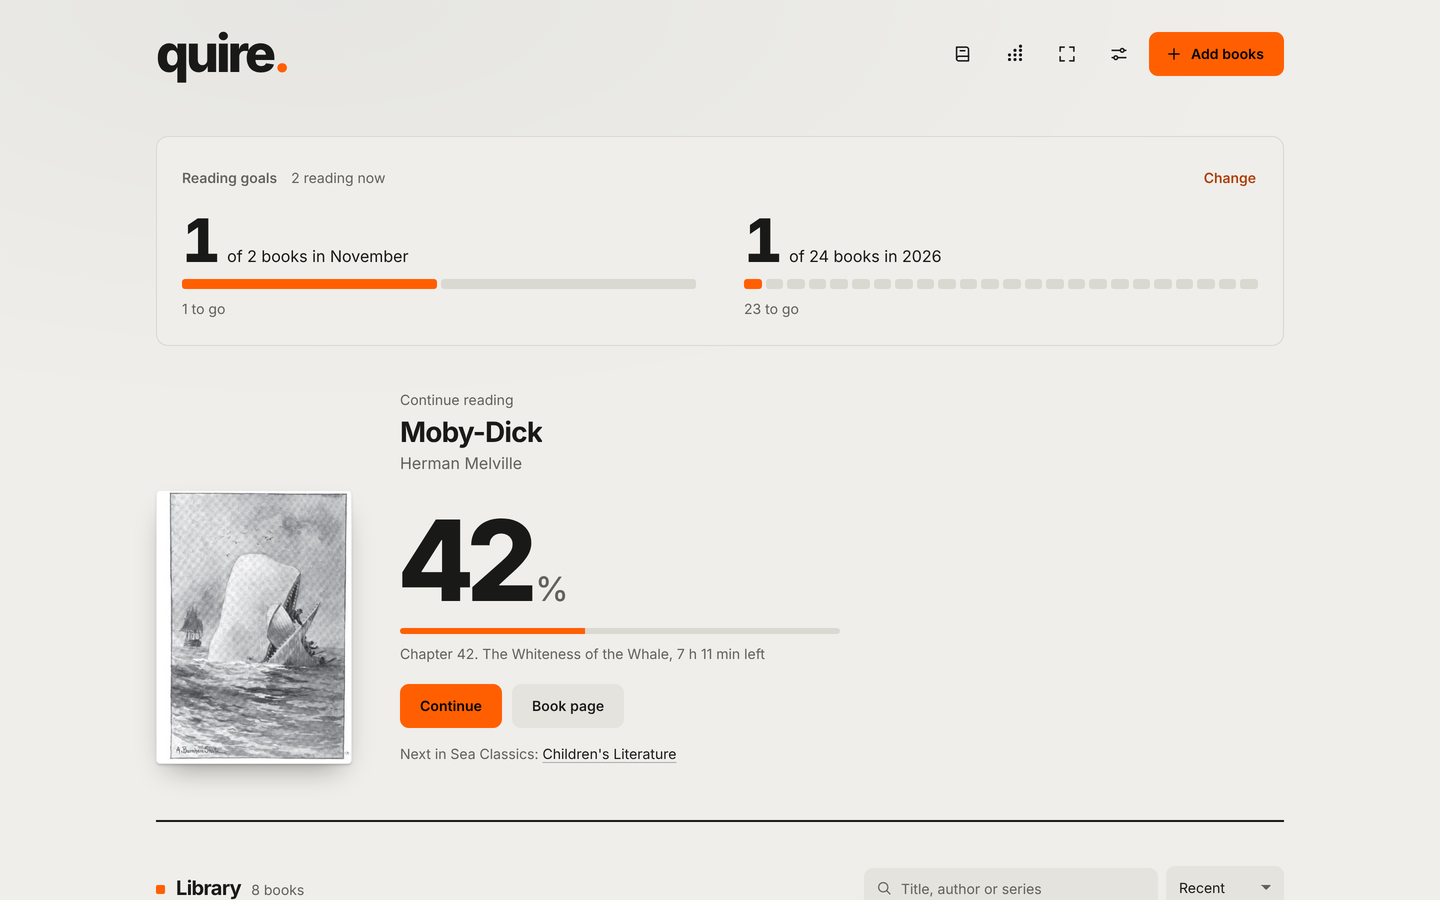 quire.
Add books
Reading goals 2 reading now
Change
1 of 2 books in November
1 to go
1 of 24 books in 2026
23 to go
Continue reading
Moby-Dick
Herman Melville
42%
Chapter 42. The Whiteness of the Whale, 7 h 11 min left
Continue
Book page
Next in Sea Classics: Children's Literature
Library 8 books
Title, author or series
Recent